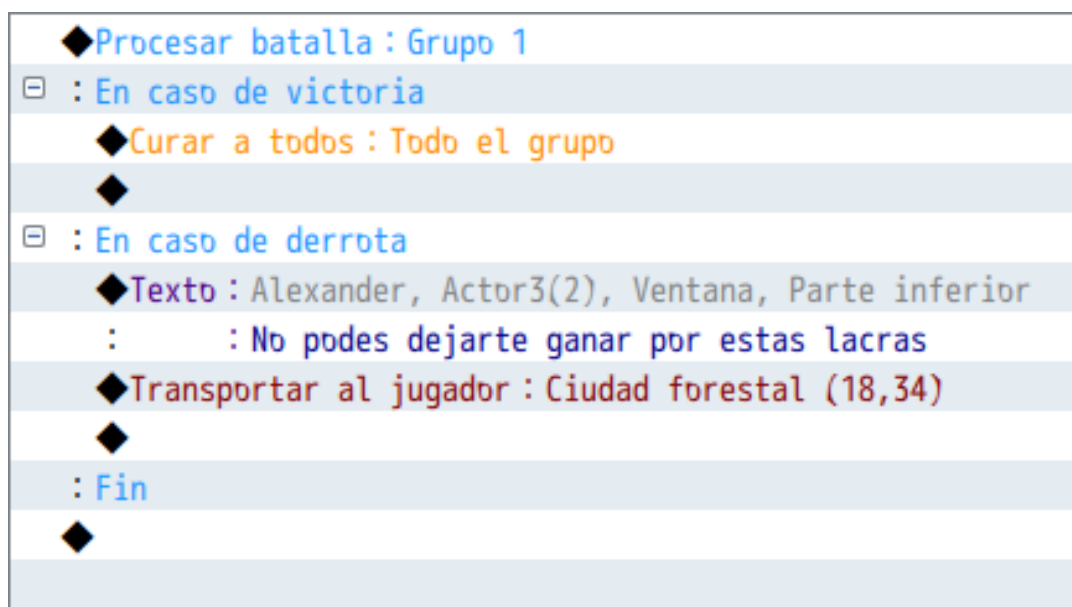 ◆Procesar batalla：Grupo 1
：En caso de victoria
◆Curar a todos：Todo el grupo
◆
：En caso de derrota
◆Texto：Alexander, Actor3(2), Ventana, Parte inferior
：：No podes dejarte ganar por estas lacras
◆Transportar al jugador：Ciudad forestal (18,34)
◆
：Fin
◆